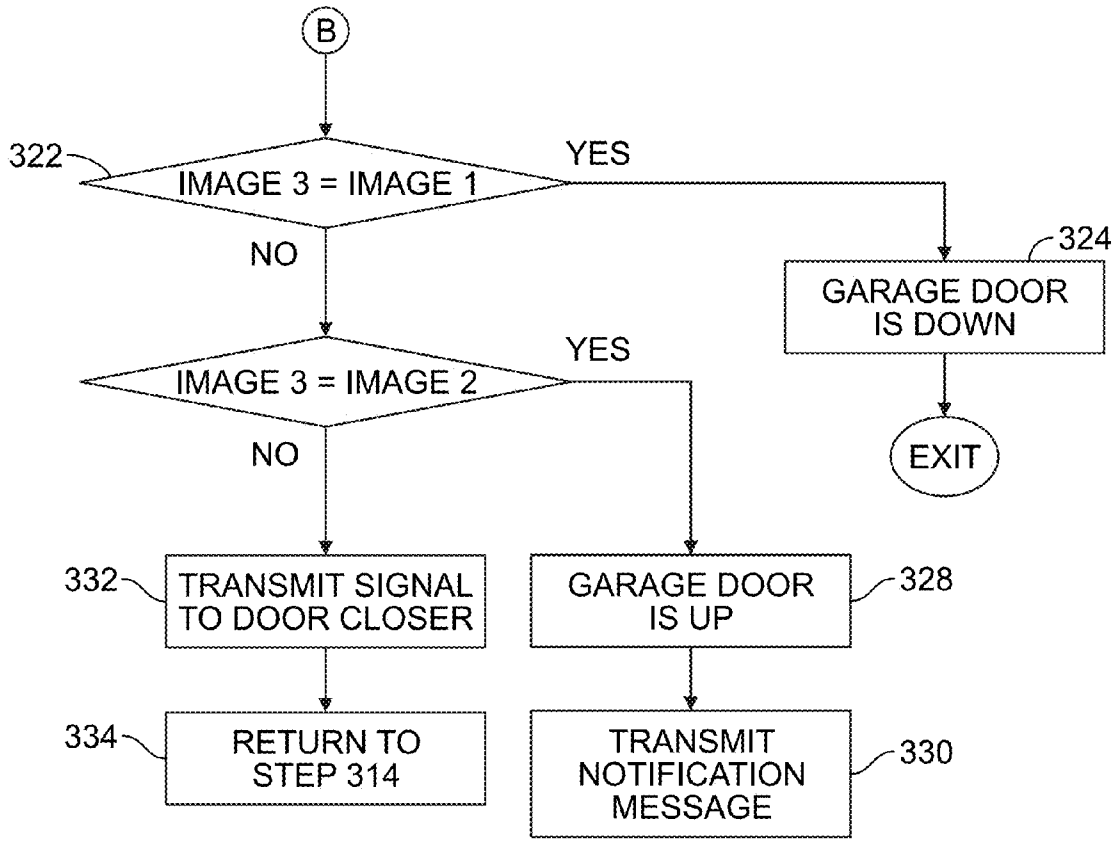 B
322
IMAGE 3 = IMAGE 1
YES
NO
324
GARAGE DOOR
IS DOWN
EXIT
IMAGE 3 = IMAGE 2
YES
NO
332
TRANSMIT SIGNAL
TO DOOR CLOSER
328
GARAGE DOOR
IS UP
334
RETURN TO
STEP 314
330
TRANSMIT
NOTIFICATION
MESSAGE